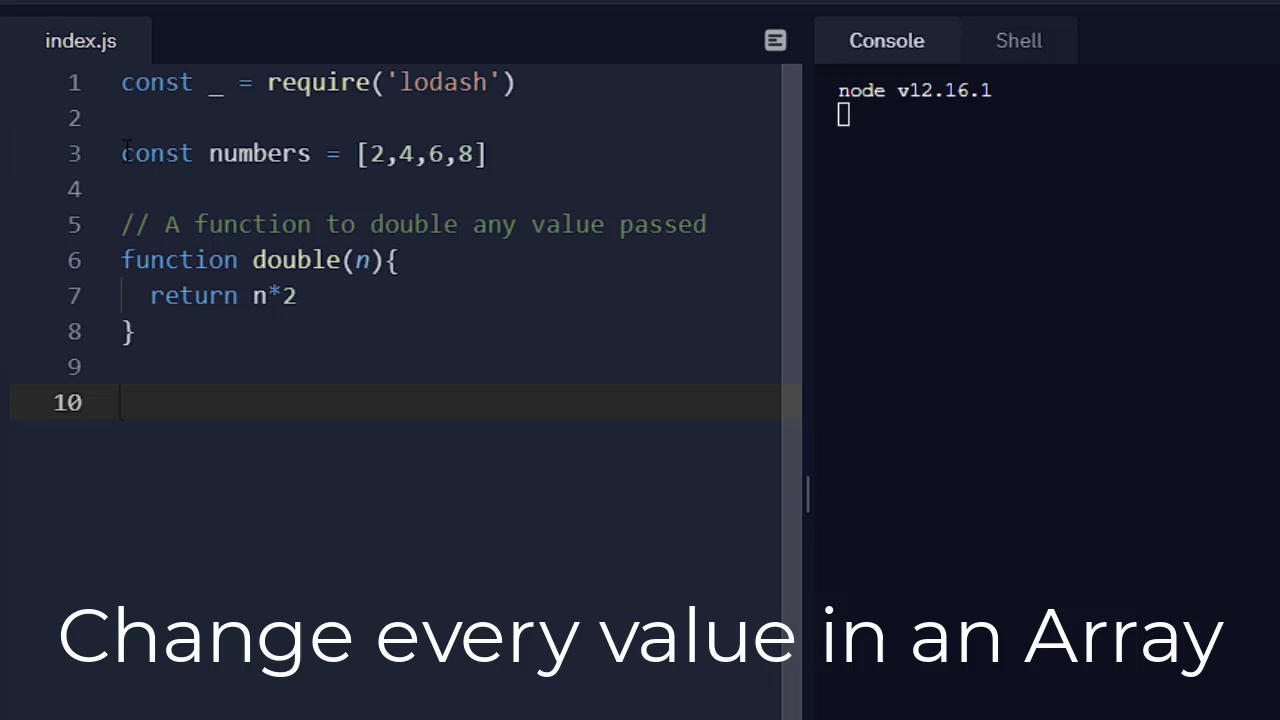 index.js
1 const _ = require('lodash')
2
3 const numbers = [2,4,6,8]
4
5 // A function to double any value passed
6 function double(n){
7 return n*2
8 }
9
10
Console Shell
node v12.16.1
Change every value in an Array